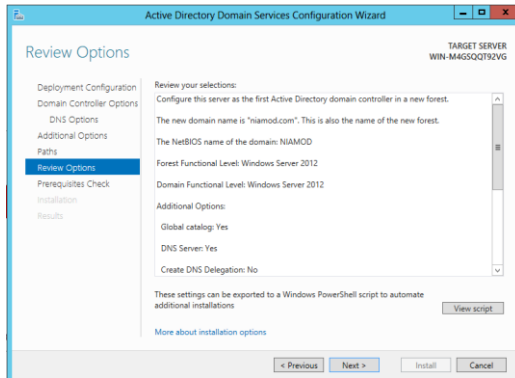 Active Directory Domain Services Configuration Wizard
Review Options
TARGET SERVER
WIN-M4GSQQT92VG
Deployment Configuration
Domain Controller Options
DNS Options
Additional Options
Paths
Review Options
Prerequisites Check
Installation
Results
Review your selections:
Configure this server as the first Active Directory domain controller in a new forest.
The new domain name is "niamod.com". This is also the name of the new forest.
The NetBIOS name of the domain: NIAMOD
Forest Functional Level: Windows Server 2012
Domain Functional Level: Windows Server 2012
Additional Options:
Global catalog: Yes
DNS Server: Yes
Create DNS Delegation: No
These settings can be exported to a Windows PowerShell script to automate
additional installations
View script
More about installation options
< Previous
Next >
Install
Cancel